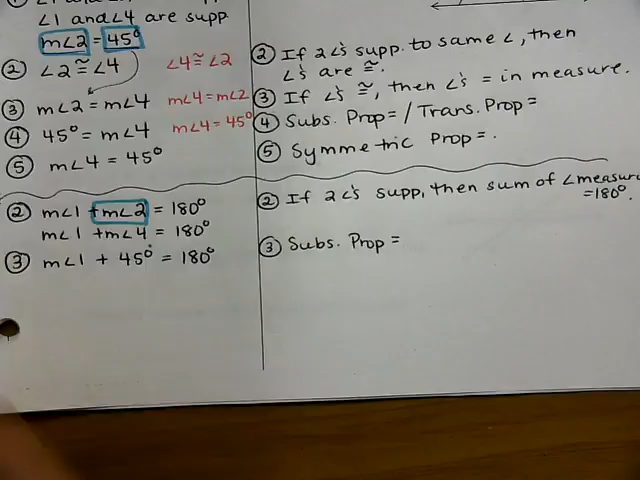 ∠1 and ∠4 are supp
m∠2 = 45°
② ∠2 ≅ ∠4 ∠4 ≅ ∠2
③ m∠2 = m∠4 m∠4 = m∠2
④ 45° = m∠4 m∠4 = 45°
⑤ m∠4 = 45°
② If 2 ∠'s supp. to same ∠, then
∠'s are ≅.
③ If ∠'s ≅, then ∠'s = in measure.
④ Subs. Prop= / Trans. Prop=
⑤ Symmetric Prop=.
② m∠1 + m∠2 = 180°
m∠1 + m∠4 = 180°
③ m∠1 + 45° = 180°
② If 2 ∠'s supp, then sum of ∠measur
=180°.
③ Subs. Prop =